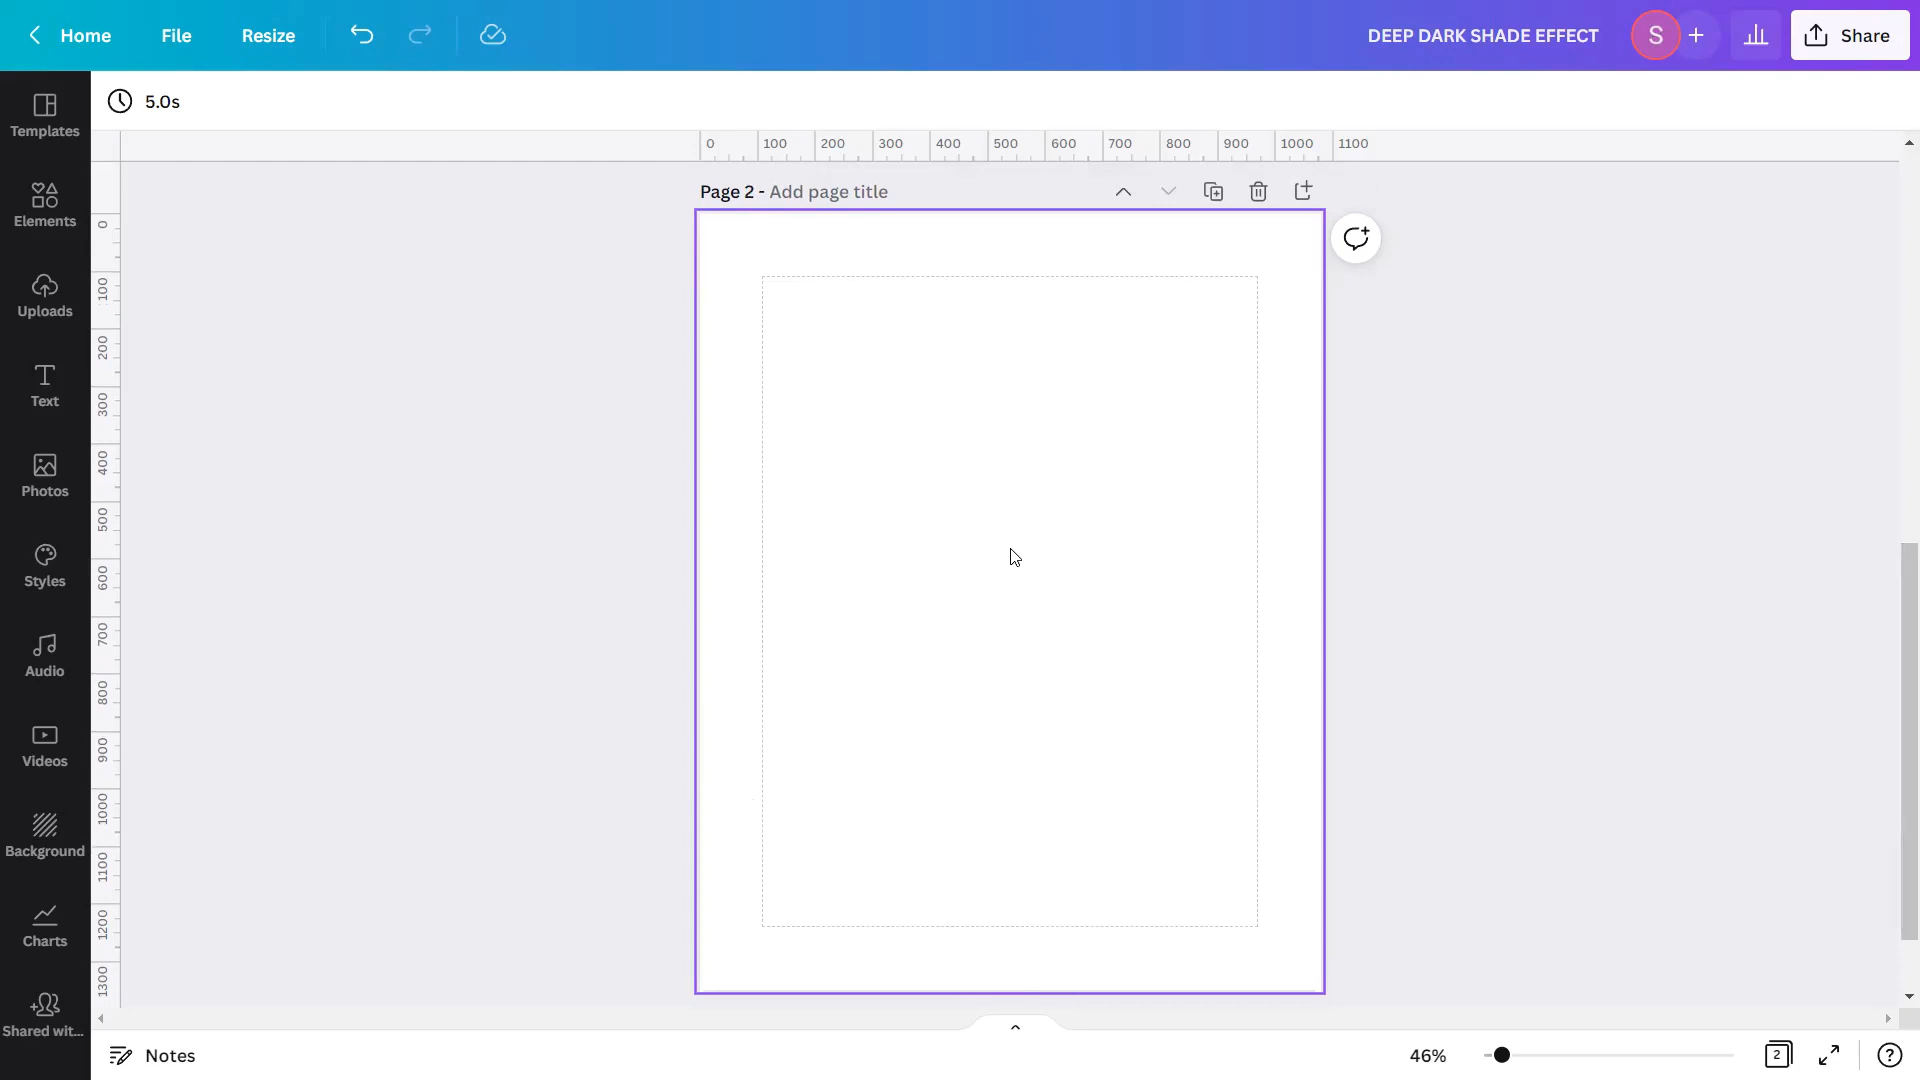 Home File Resize DEEP DARK SHADE EFFECT S Share
5.0s
Templates
Elements
Uploads
Text
Photos
Styles
Audio
Videos
Background
Charts
Shared wit...
0 100 200 300 400 500 600 700 800 900 1000 1100
Page 2 - Add page title
0
100
200
300
400
500
600
700
800
900
1000
1100
1200
1300
Notes 46% 2 ?